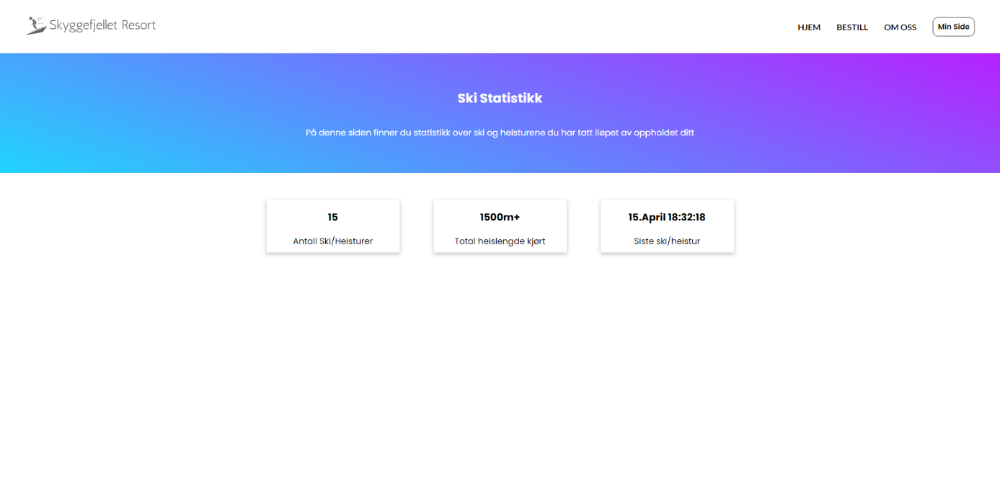 Skyggefjellet Resort
HJEM BESTILL OM OSS Min Side
Ski Statistikk
På denne siden finner du statistikk over ski og heisturene du har tatt iløpet av oppholdet ditt
15
Antall Ski/Heisturer
1500m+
Total heislengde kjørt
15.April 18:32:18
Siste ski/heistur